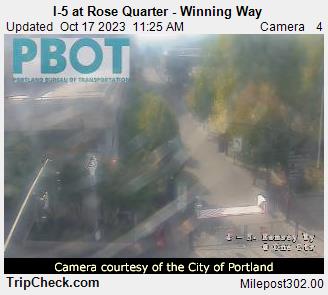 I-5 at Rose Quarter - Winning Way
Updated Oct 17 2023 11:25 AM Camera 4
PBOT
PORTLAND BUREAU OF TRANSPORTATION
Camera courtesy of the City of Portland
TripCheck.com Milepost302.00